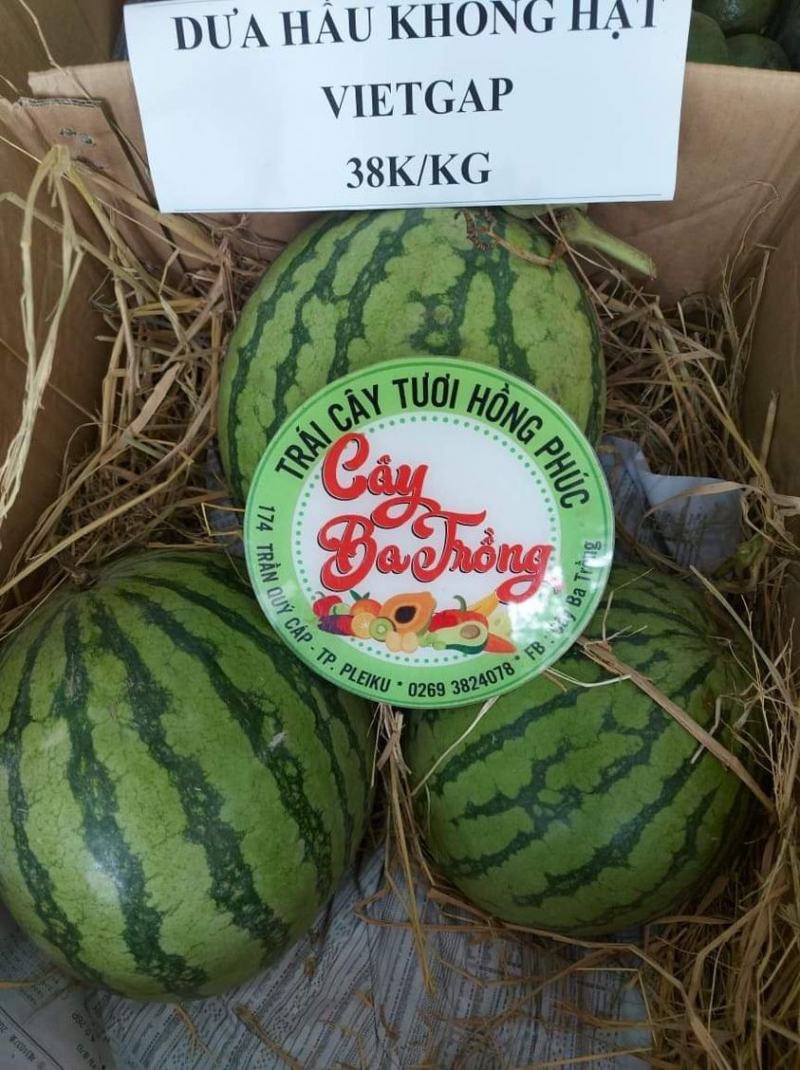 DƯA HẤU KHÔNG HẠT
VIETGAP
38K/KG
TRÁI CÂY TƯƠI HỒNG PHÚC
Cây
Ba Trồng
174 TRẦN QUÝ CÁP - TP. PLEIKU * 0269 3824078 * FB : Cây Ba Trồng